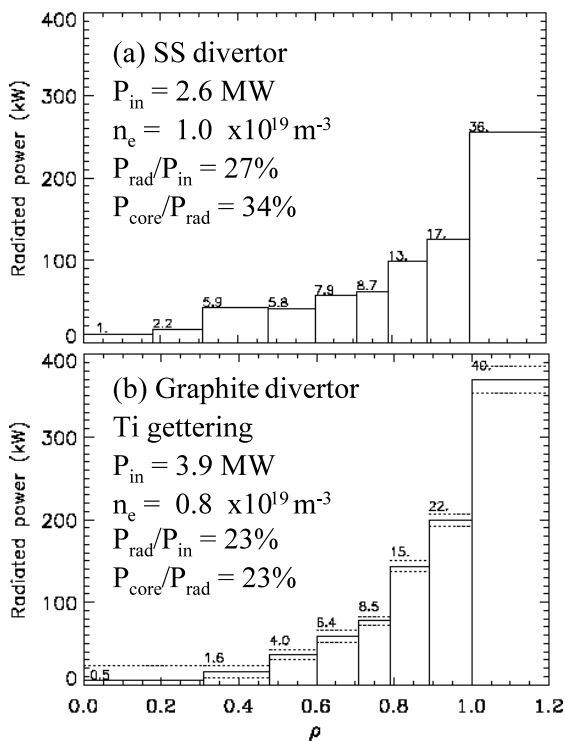 400
300
200
100
0
Radiated power (kW)
(a) SS divertor
P_in = 2.6 MW
n_e = 1.0 x10^19 m^-3
P_rad/P_in = 27%
P_core/P_rad = 34%
1.
2.2
5.9
5.8
7.9
8.7
13.
17.
36.
400
300
200
100
0
Radiated power (kW)
(b) Graphite divertor
Ti gettering
P_in = 3.9 MW
n_e = 0.8 x10^19 m^-3
P_rad/P_in = 23%
P_core/P_rad = 23%
0.5
1.6
4.0
6.4
8.5
15.
22.
40.
0.0 0.2 0.4 0.6 0.8 1.0 1.2
ρ